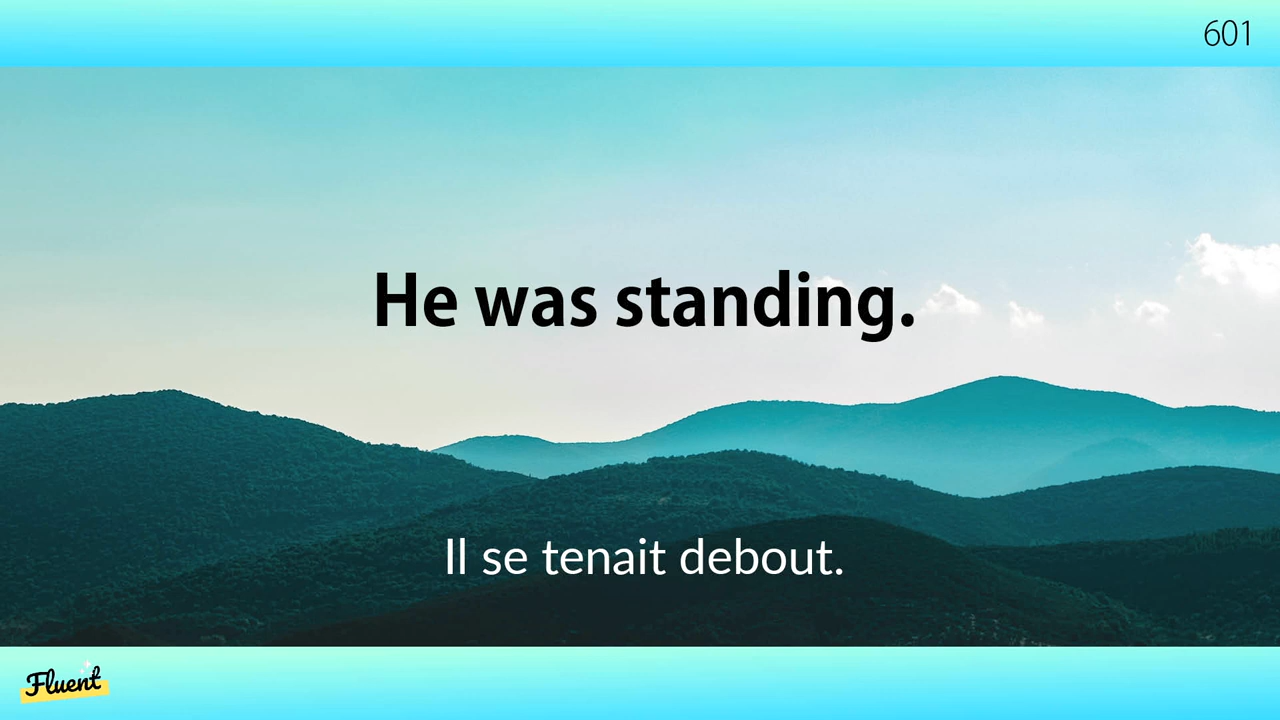 601
He was standing.
Il se tenait debout.
Fluent